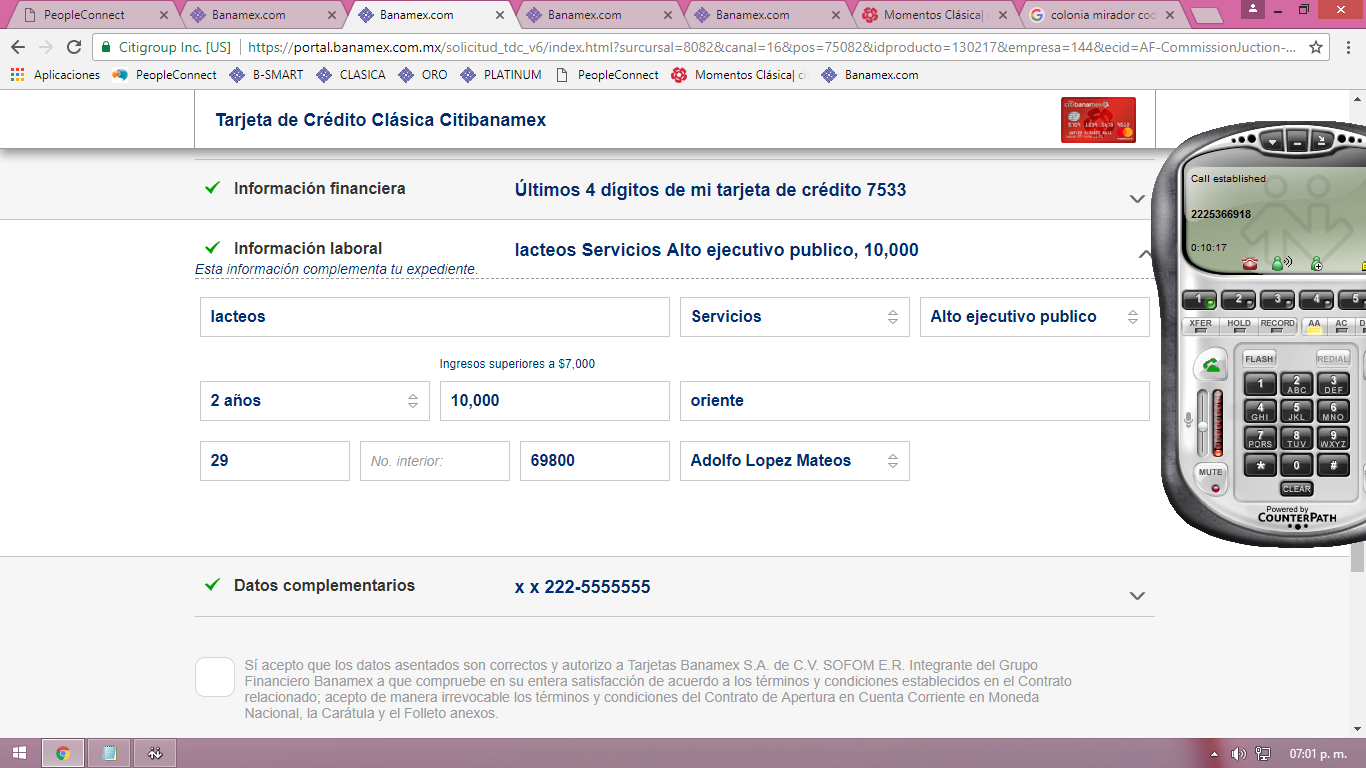 PeopleConnect
Banamex.com
Banamex.com
Banamex.com
Banamex.com
Momentos Clásica|
colonia mirador cod
Citigroup Inc. [US]
https://portal.banamex.com.mx/solicitud_tdc_v6/index.html?sursucal=8082&canal=16&pos=75082&idproducto=130217&empresa=144&ecid=AF-CommissionJuction-...
Aplicaciones PeopleConnect B-SMART CLASICA ORO PLATINUM PeopleConnect Momentos Clásica| ci Banamex.com
Tarjeta de Crédito Clásica Citibanamex
citibanamex
Información financiera
Últimos 4 dígitos de mi tarjeta de crédito 7533
Información laboral
lacteos Servicios Alto ejecutivo publico, 10,000
Esta información complementa tu expediente.
lacteos Servicios Alto ejecutivo publico
Ingresos superiores a $7,000
2 años 10,000 oriente
29 No. interior: 69800 Adolfo Lopez Mateos
Datos complementarios
x x 222-5555555
Sí acepto que los datos asentados son correctos y autorizo a Tarjetas Banamex S.A. de C.V. SOFOM E.R. Integrante del Grupo
Financiero Banamex a que compruebe en su entera satisfacción de acuerdo a los términos y condiciones establecidos en el Contrato
relacionado; acepto de manera irrevocable los términos y condiciones del Contrato de Apertura en Cuenta Corriente en Moneda
Nacional, la Carátula y el Folleto anexos.
Call established
2225366918
0:10:17
1 2 3 4 5
XFER HOLD RECORD AA AC D
FLASH REDIAL
1 2 ABC 3 DEF
4 GHI 5 JKL 6 MNO
7 PQRS 8 TUV 9 WXYZ
* 0 #
MUTE
CLEAR
Powered by
COUNTERPATH
07:01 p. m.